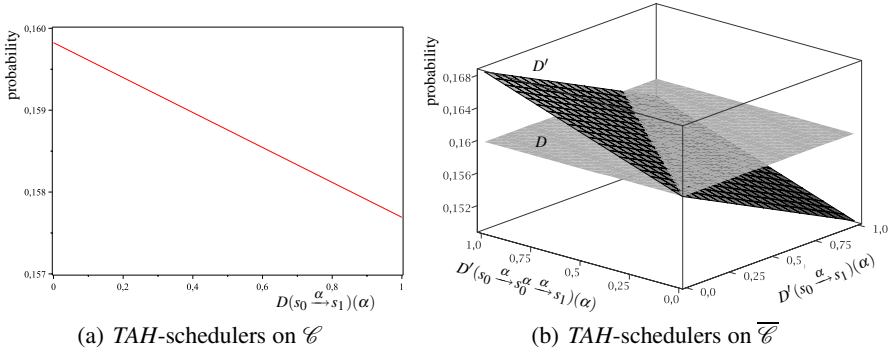 0,160
probability
0,159
0,158
0,157
0
0,2
0,4
0,6
0,8
1
D(s₀ —α→ s₁)(α)
(a) TAH-schedulers on 𝒞
probability
0,168
0,164
0,16
0,156
0,152
D′
D
1,0
0,75
0,5
0,25
0,0
D′(s₀ —α→ s₀ —α→ s₁)(α)
0,0
0,25
0,5
0,75
1,0
D′(s₀ —α→ s₁)(α)
(b) TAH-schedulers on 𝒞̅